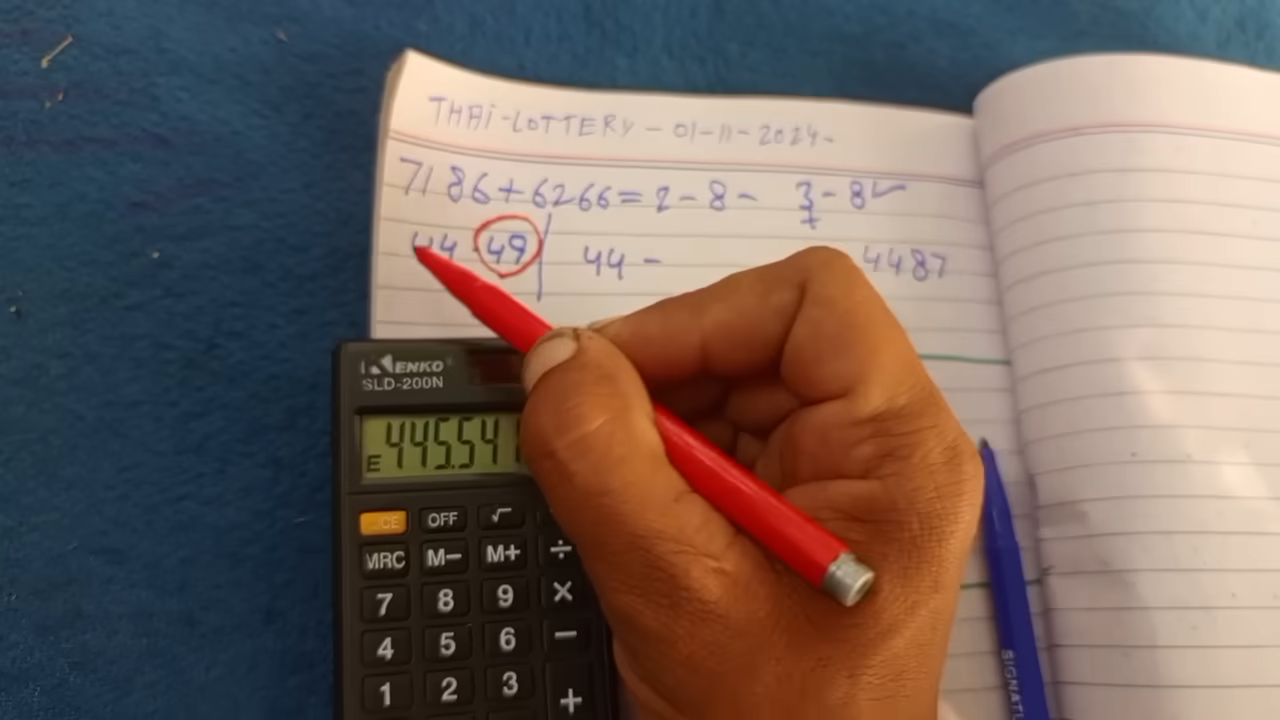 THAI-LOTTERY-01-11-2024-
7186+6266=2-8- 3-8✓
7
44 49 | 44 - 4487
KENKO
SLD-200N
E 445.54
OFF √
MRC M− M+ ÷
7 8 9 ×
4 5 6 −
1 2 3 +